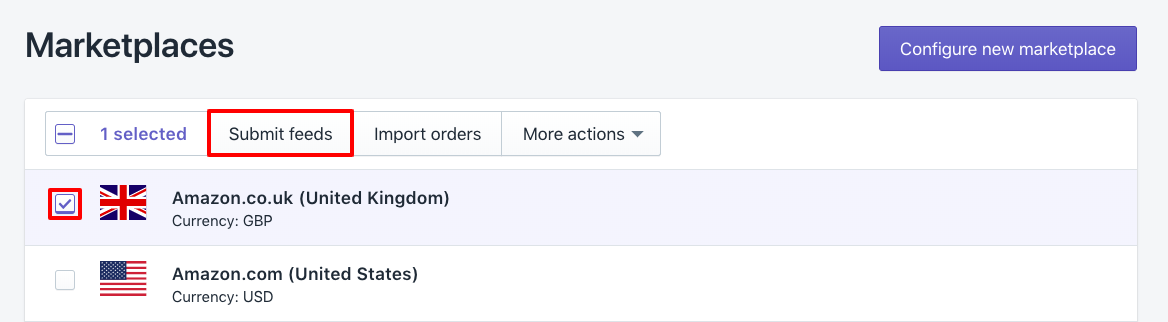 Marketplaces
Configure new marketplace
1 selected
Submit feeds
Import orders
More actions
Amazon.co.uk (United Kingdom)
Currency: GBP
Amazon.com (United States)
Currency: USD